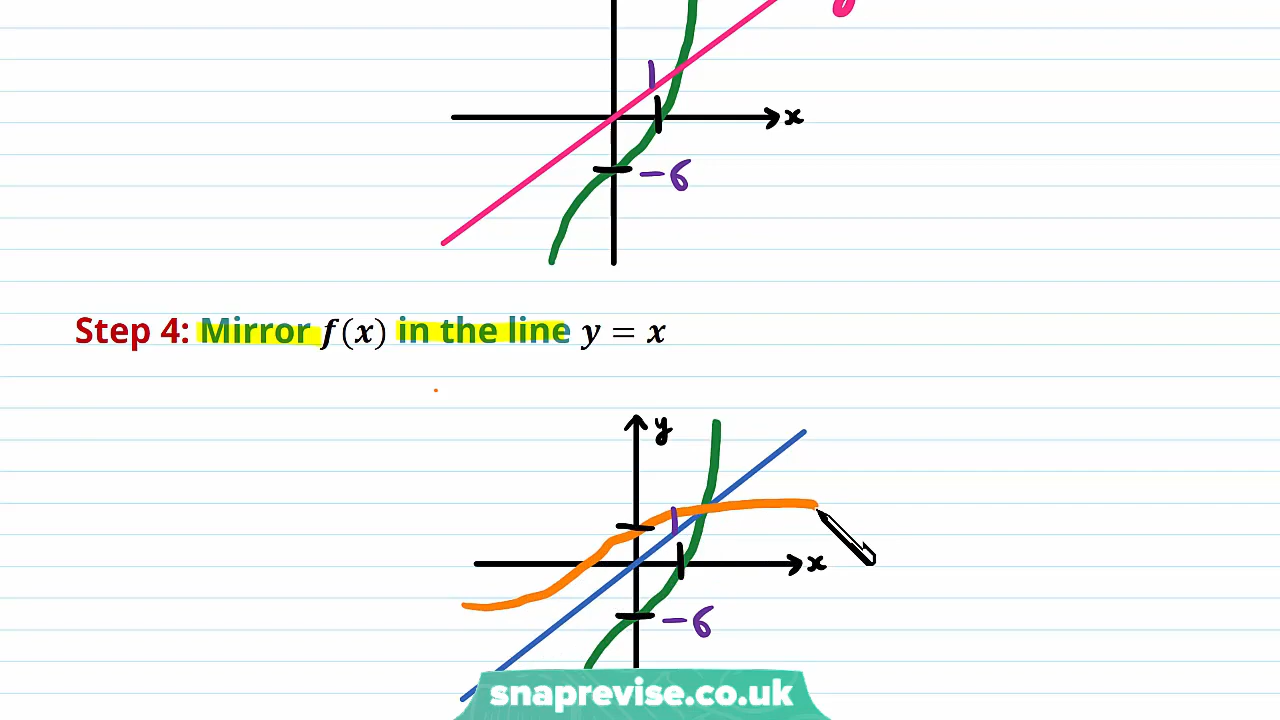 1
x
-6
Step 4: Mirror f(x) in the line y = x
y
1
x
-6
snaprevise.co.uk